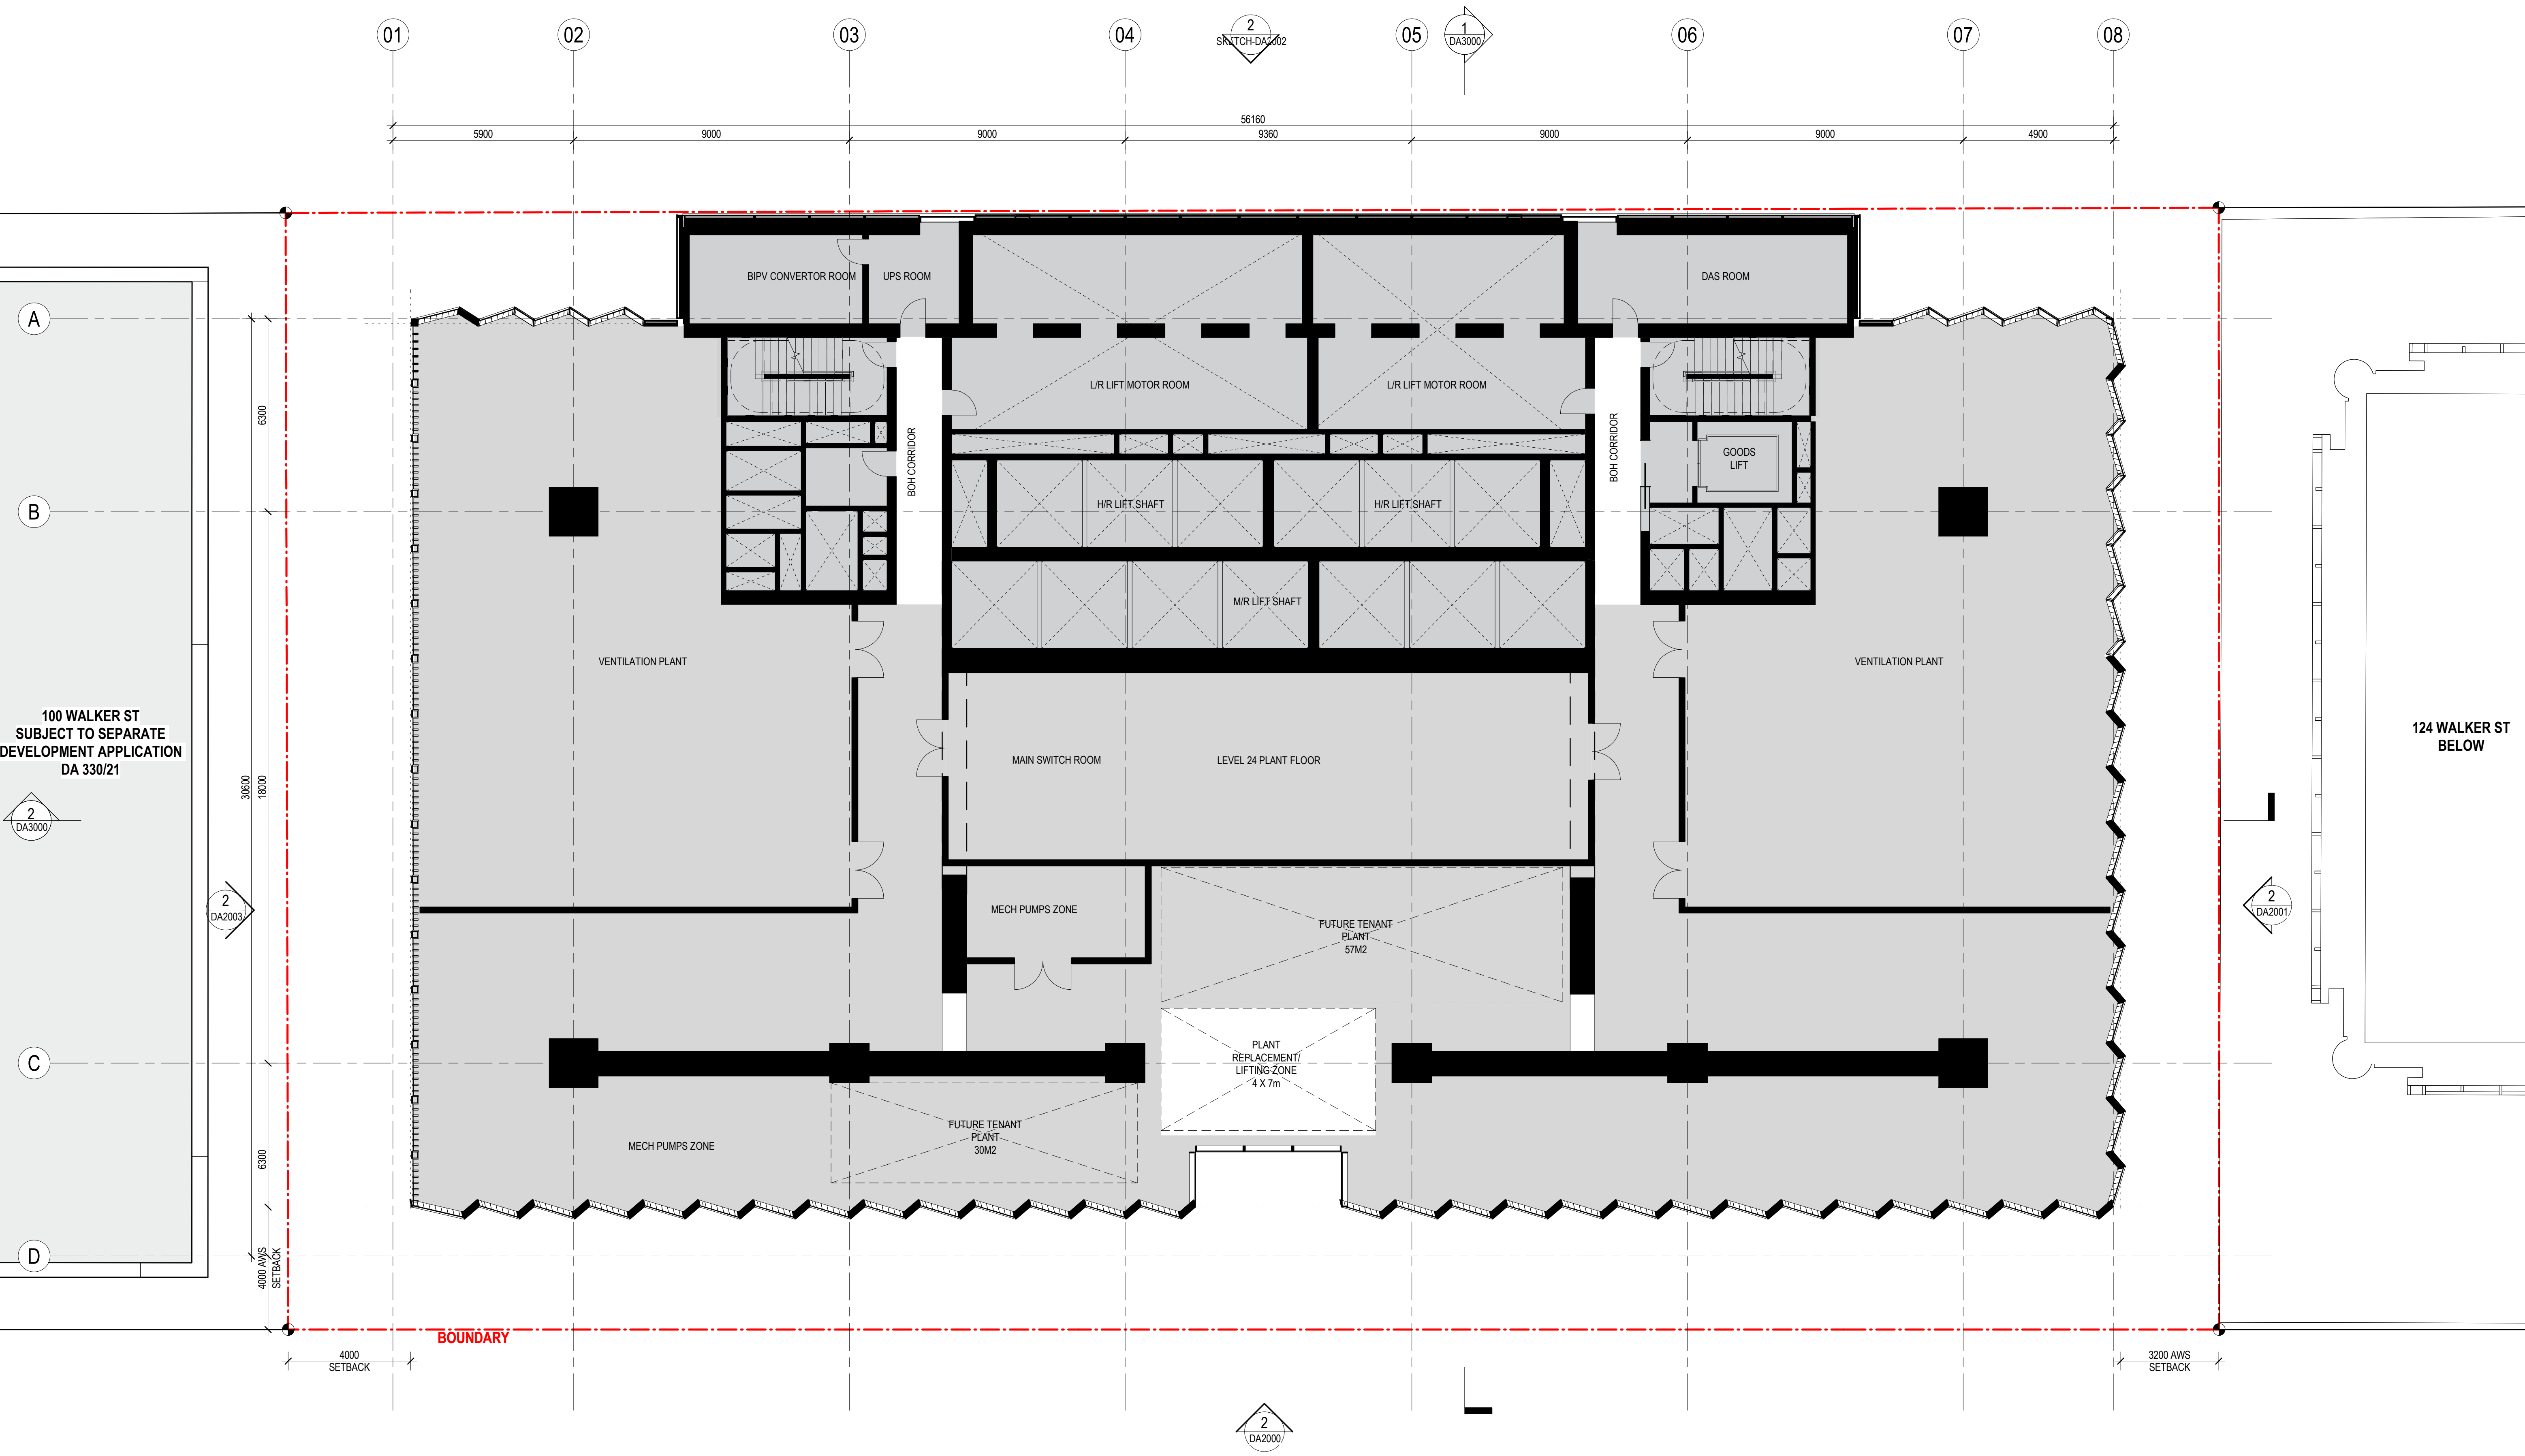 01
02
03
04
2
SKETCH-DA2002
05
1
DA3000
06
07
08
56160
5900
9000
9000
9360
9000
9000
4900
A
B
C
D
6300
18000
30600
6300
4000 AWS
SETBACK
BIPV CONVERTOR ROOM
UPS ROOM
DAS ROOM
L/R LIFT MOTOR ROOM
L/R LIFT MOTOR ROOM
BOH CORRIDOR
BOH CORRIDOR
GOODS
LIFT
H/R LIFT SHAFT
H/R LIFT SHAFT
M/R LIFT SHAFT
VENTILATION PLANT
VENTILATION PLANT
100 WALKER ST
SUBJECT TO SEPARATE
DEVELOPMENT APPLICATION
DA 330/21
124 WALKER ST
BELOW
MAIN SWITCH ROOM
LEVEL 24 PLANT FLOOR
2
DA3000
2
DA2003
2
DA2001
MECH PUMPS ZONE
FUTURE TENANT
PLANT
57M2
PLANT
REPLACEMENT/
LIFTING ZONE
4 X 7m
FUTURE TENANT
PLANT
30M2
MECH PUMPS ZONE
BOUNDARY
4000
SETBACK
3200 AWS
SETBACK
2
DA2000